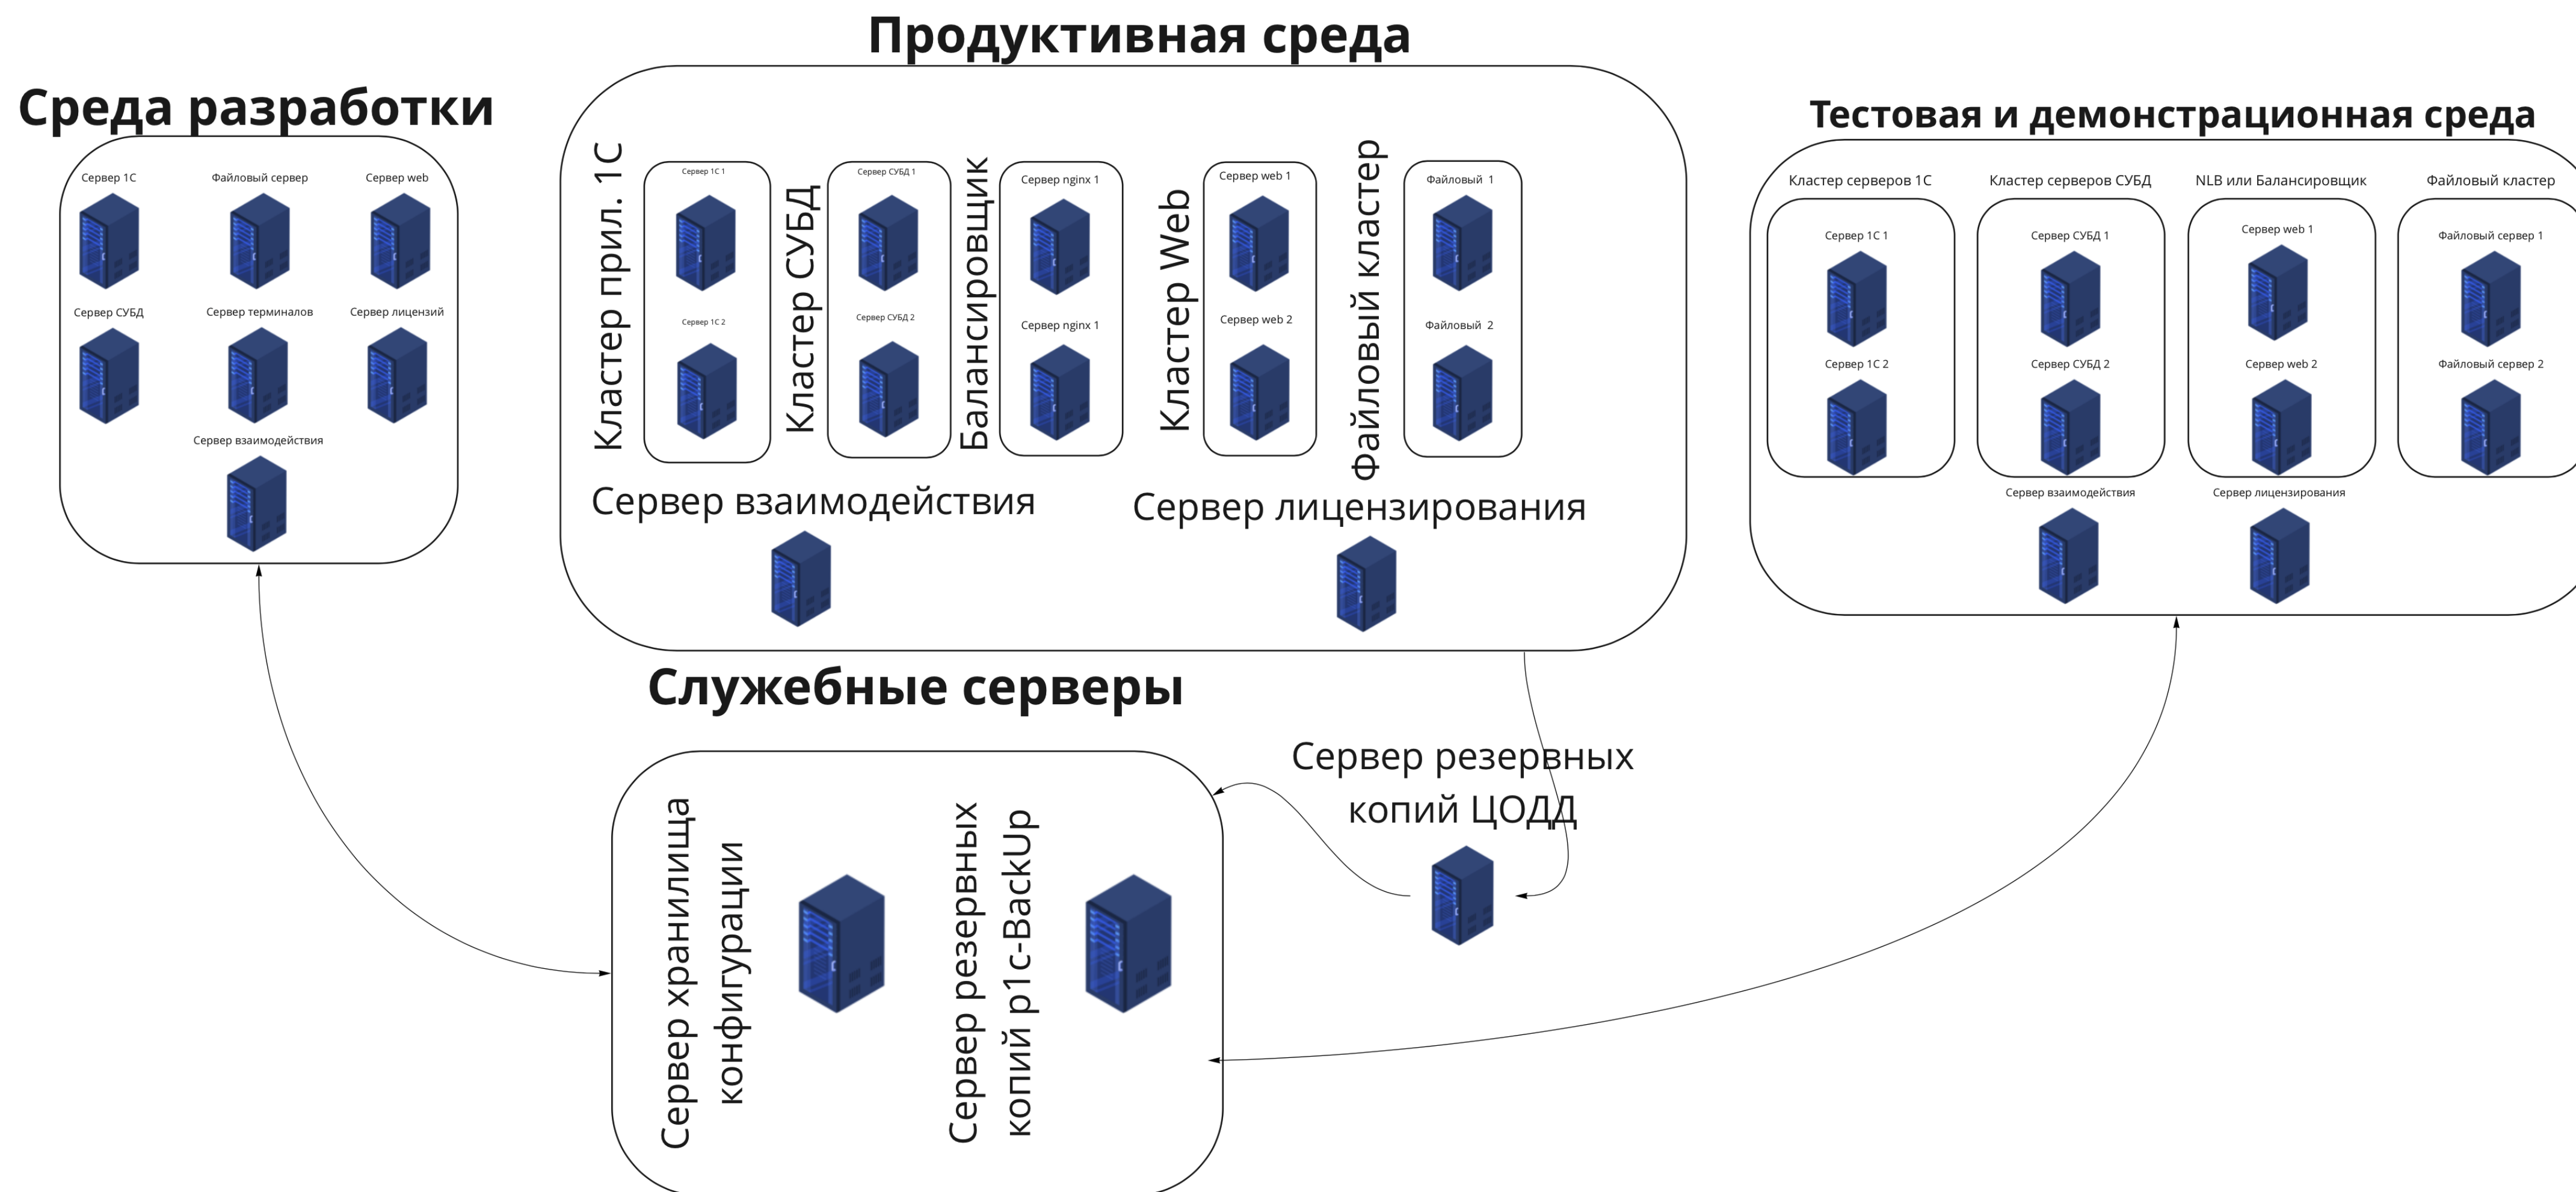 Продуктивная среда
Среда разработки
Сервер 1С
Файловый сервер
Сервер web
Сервер СУБД
Сервер терминалов
Сервер лицензий
Сервер взаимодействия
Кластер прил. 1С
Сервер 1С 1
Сервер 1С 2
Кластер СУБД
Сервер СУБД 1
Сервер СУБД 2
Балансировщик
Сервер nginx 1
Сервер nginx 1
Кластер Web
Сервер web 1
Сервер web 2
Файловый кластер
Файловый 1
Файловый 2
Сервер взаимодействия
Сервер лицензирования
Тестовая и демонстрационная среда
Кластер серверов 1С
Сервер 1С 1
Сервер 1С 2
Кластер серверов СУБД
Сервер СУБД 1
Сервер СУБД 2
NLB или Балансировщик
Сервер web 1
Сервер web 2
Файловый кластер
Файловый сервер 1
Файловый сервер 2
Сервер взаимодействия
Сервер лицензирования
Служебные серверы
Сервер хранилища
конфигурации
Сервер резервных
копий p1c-BackUp
Сервер резервных
копий ЦОДД